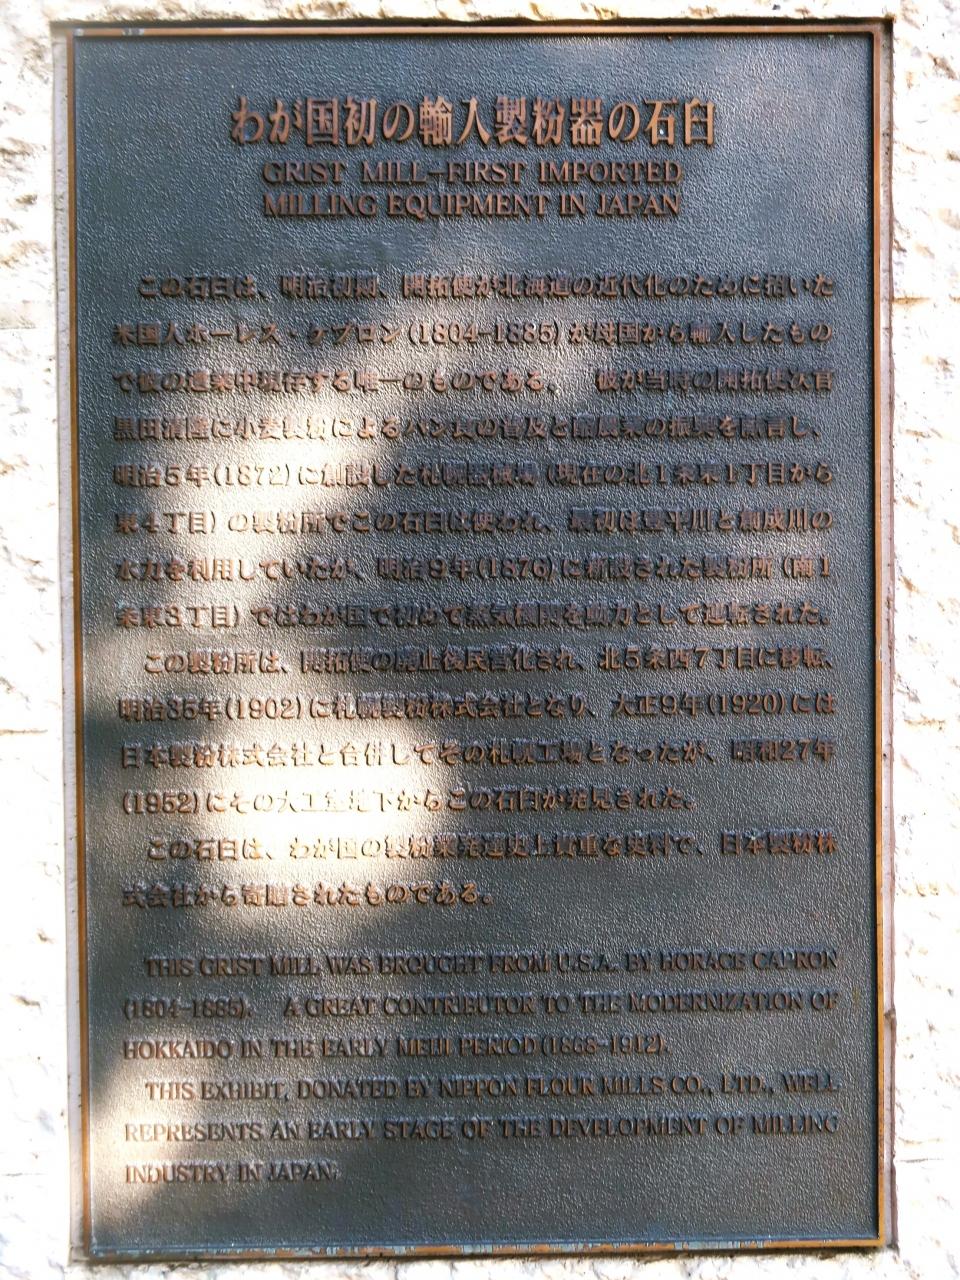 わが国初の輸入製粉器の石臼
GRIST MILL-FIRST IMPORTED
MILLING EQUIPMENT IN JAPAN
この石臼は、明治初期、開拓使が北海道の近代化のために招いた
米国人ホーレス・ケプロン(1804-1885)が母国から輸入したもの
で彼の遺業中現存する唯一のものである。 彼が当時の開拓使次官
黒田清隆に小麦製粉によるパン食の普及と酪農業の振興を献言し、
明治5年(1872)に創設した札幌器械場(現在の北1条東1丁目から
東4丁目)の製粉所でこの石臼は使われ、最初は豊平川と創成川の
水力を利用していたが、明治9年(1876)に新設された製粉所(南1
条東3丁目)ではわが国で初めて蒸気機関を動力として運転された。
この製粉所は、開拓使の廃止後民営化され、北5条西7丁目に移転、
明治35年(1902)に札幌製粉株式会社となり、大正9年(1920)には
日本製粉株式会社と合併してその札幌工場となったが、昭和27年
(1952)にその大工室地下からこの石臼が発見された。
この石臼は、わが国の製粉業発達史上貴重な史料で、日本製粉株
式会社から寄贈されたものである。
THIS GRIST MILL WAS BROUGHT FROM U.S.A. BY HORACE CAPRON
(1804-1885). A GREAT CONTRIBUTOR TO THE MODERNIZATION OF
HOKKAIDO IN THE EARLY MEIJI PERIOD (1868-1912).
THIS EXHIBIT, DONATED BY NIPPON FLOUR MILLS CO., LTD., WELL
REPRESENTS AN EARLY STAGE OF THE DEVELOPMENT OF MILLING
INDUSTRY IN JAPAN.